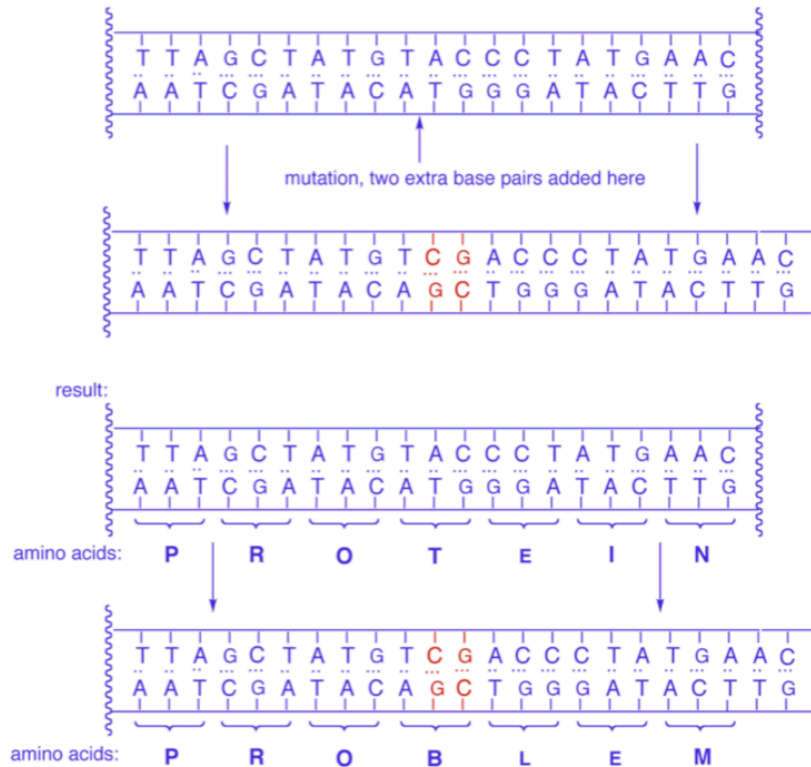 T T A G C T A T G T A C C C T A T G A A C
A A T C G A T A C A T G G G A T A C T T G
mutation, two extra base pairs added here
T T A G C T A T G T C G A C C C T A T G A A C
A A T C G A T A C A G C T G G G A T A C T T G
result:
T T A G C T A T G T A C C C T A T G A A C
A A T C G A T A C A T G G G A T A C T T G
amino acids: P R O T E I N
T T A G C T A T G T C G A C C C T A T G A A C
A A T C G A T A C A G C T G G G A T A C T T G
amino acids: P R O B L E M